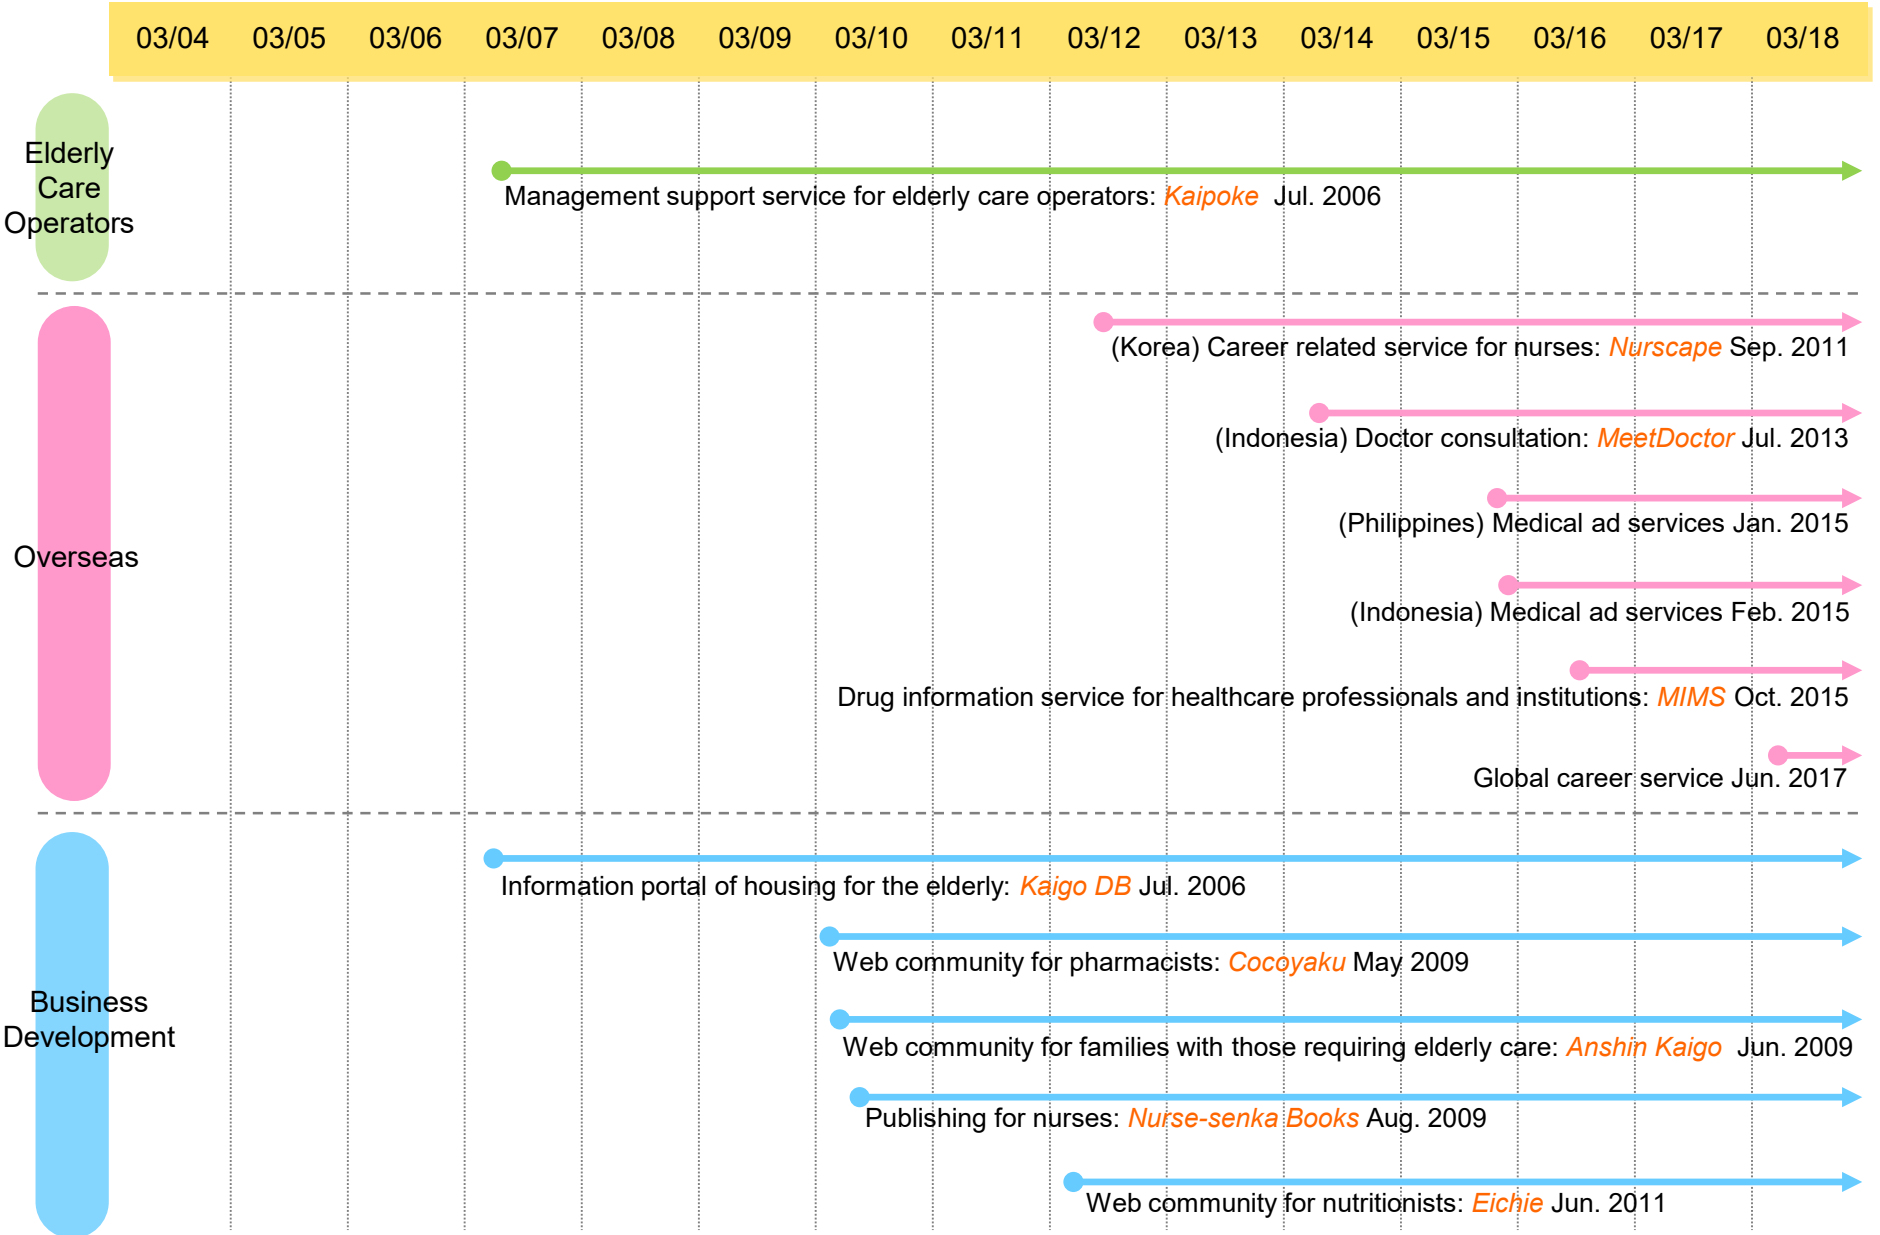 03/04 03/05 03/06 03/07 03/08 03/09 03/10 03/11 03/12 03/13 03/14 03/15 03/16 03/17 03/18
Elderly
Care
Operators
Management support service for elderly care operators: Kaipoke Jul. 2006
Overseas
(Korea) Career related service for nurses: Nurscape Sep. 2011
(Indonesia) Doctor consultation: MeetDoctor Jul. 2013
(Philippines) Medical ad services Jan. 2015
(Indonesia) Medical ad services Feb. 2015
Drug information service for healthcare professionals and institutions: MIMS Oct. 2015
Global career service Jun. 2017
Business
Development
Information portal of housing for the elderly: Kaigo DB Jul. 2006
Web community for pharmacists: Cocoyaku May 2009
Web community for families with those requiring elderly care: Anshin Kaigo Jun. 2009
Publishing for nurses: Nurse-senka Books Aug. 2009
Web community for nutritionists: Eichie Jun. 2011